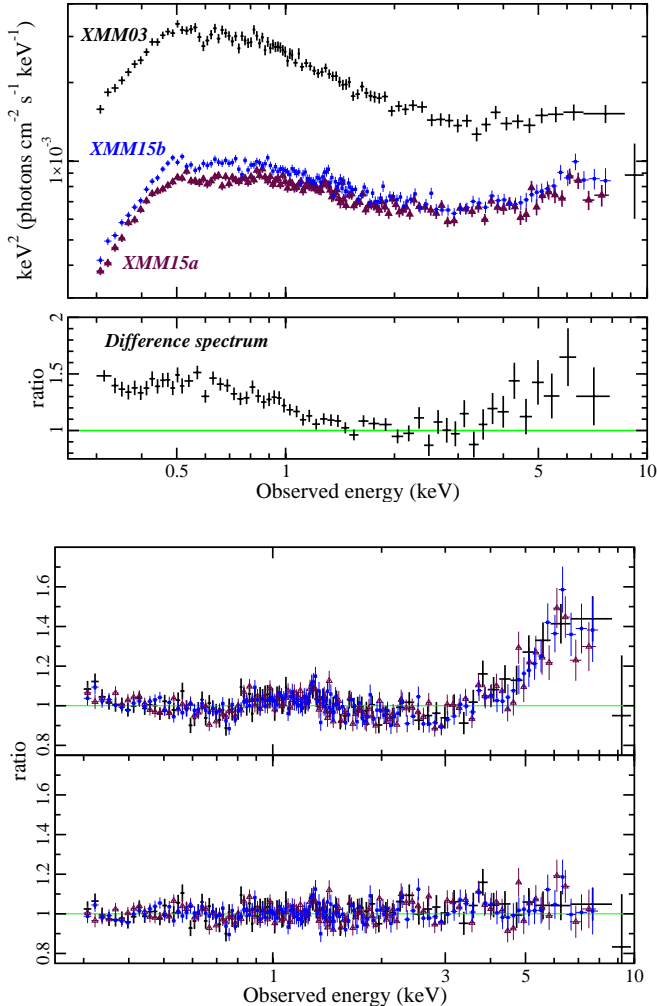 XMM03
XMM15b
XMM15a
keV² (photons cm⁻² s⁻¹ keV⁻¹)
1×10⁻³
Difference spectrum
ratio
1 1.5 2
0.5 1 2 5 10
Observed energy (keV)
ratio
0.8 1 1.2 1.4 1.6
0.8 1 1.2 1.4 1.6
1 3 10
Observed energy (keV)